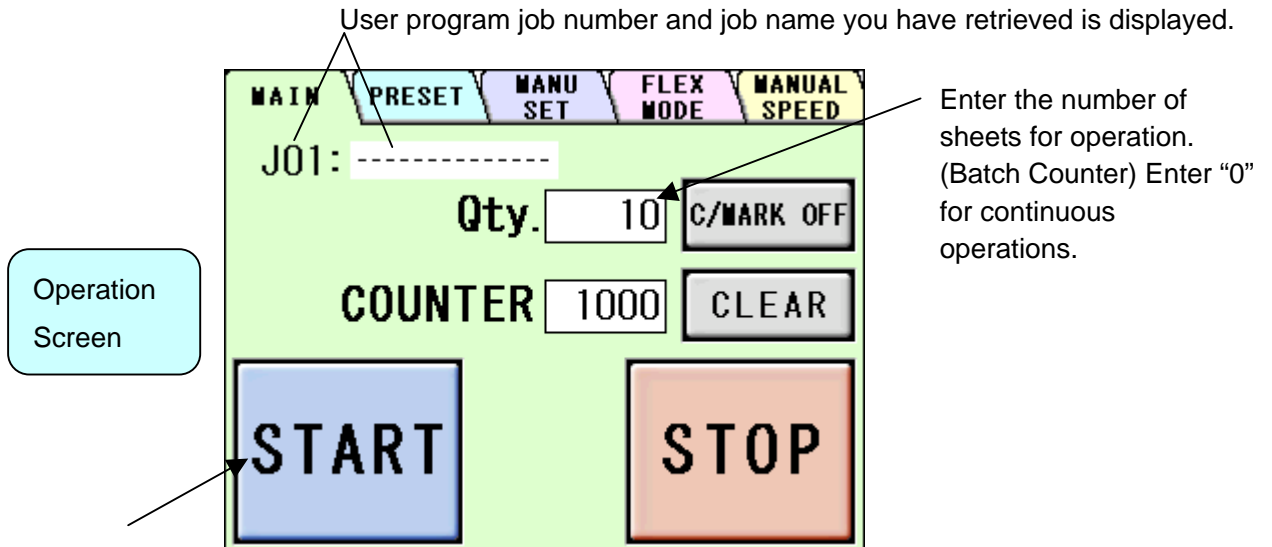 User program job number and job name you have retrieved is displayed.
MAIN PRESET MANU SET FLEX MODE MANUAL SPEED
J01: -------------
Qty. 10 C/MARK OFF
Enter the number of
sheets for operation.
(Batch Counter) Enter “0”
for continuous
operations.
Operation
Screen
COUNTER 1000 CLEAR
START STOP